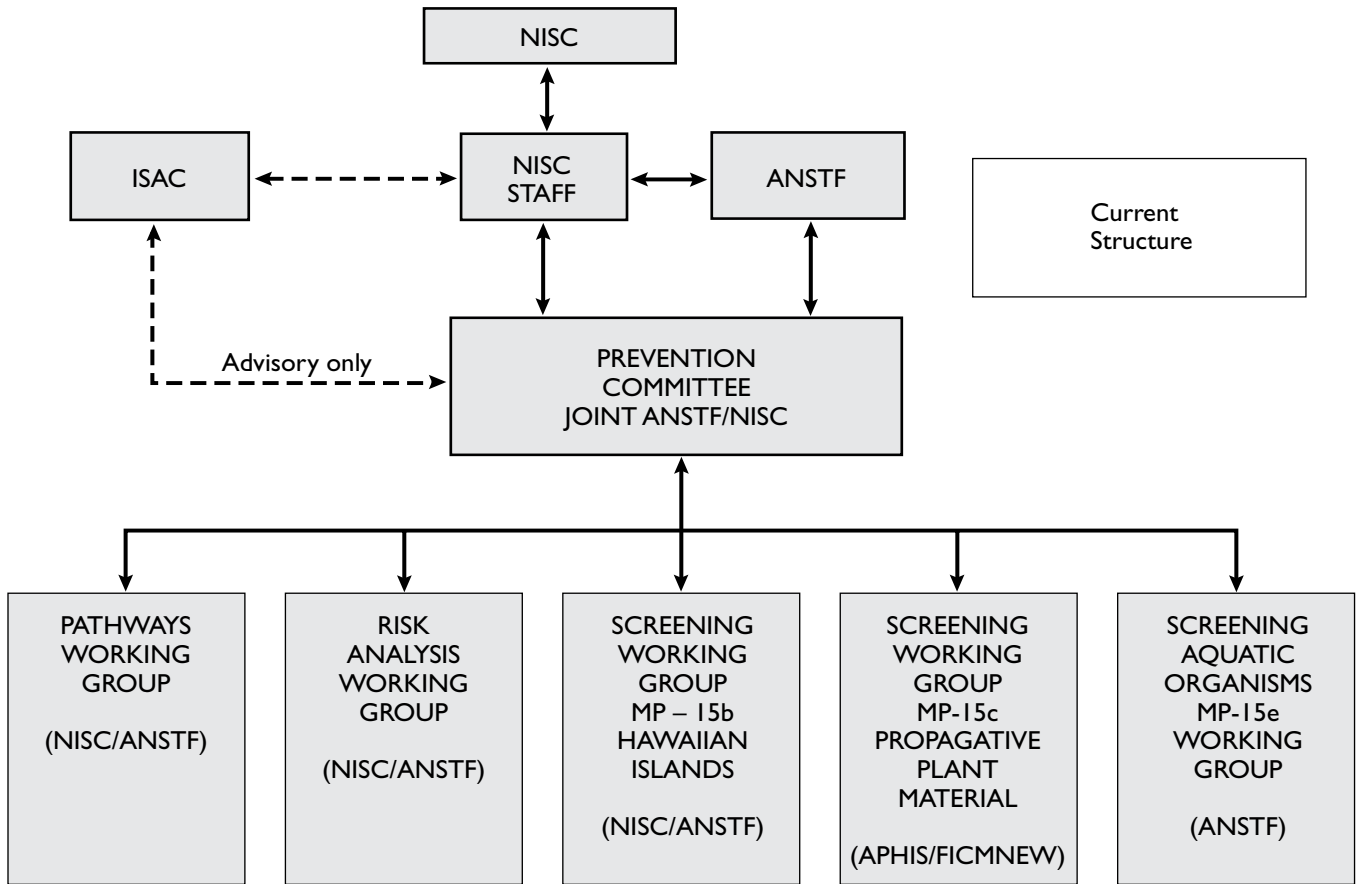 NISC
ISAC
NISC
STAFF
ANSTF
Current
Structure
Advisory only
PREVENTION
COMMITTEE
JOINT ANSTF/NISC
PATHWAYS
WORKING
GROUP
(NISC/ANSTF)
RISK
ANALYSIS
WORKING
GROUP
(NISC/ANSTF)
SCREENING
WORKING
GROUP
MP – 15b
HAWAIIAN
ISLANDS
(NISC/ANSTF)
SCREENING
WORKING
GROUP
MP-15c
PROPAGATIVE
PLANT
MATERIAL
(APHIS/FICMNEW)
SCREENING
AQUATIC
ORGANISMS
MP-15e
WORKING
GROUP
(ANSTF)